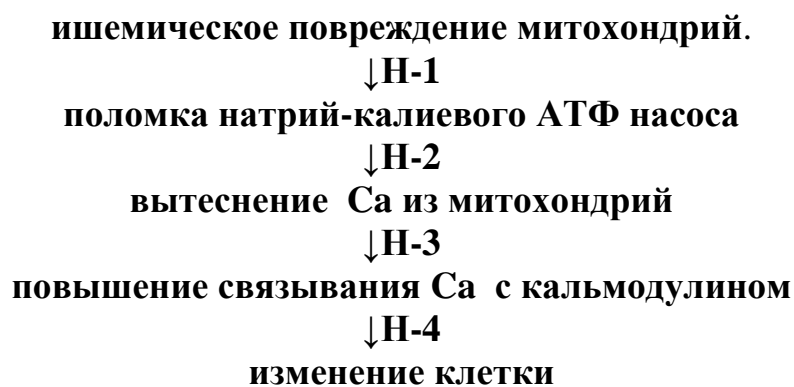 ишемическое повреждение митохондрий.
↓Н-1
поломка натрий-калиевого АТФ насоса
↓Н-2
вытеснение Са из митохондрий
↓Н-3
повышение связывания Са с кальмодулином
↓Н-4
изменение клетки